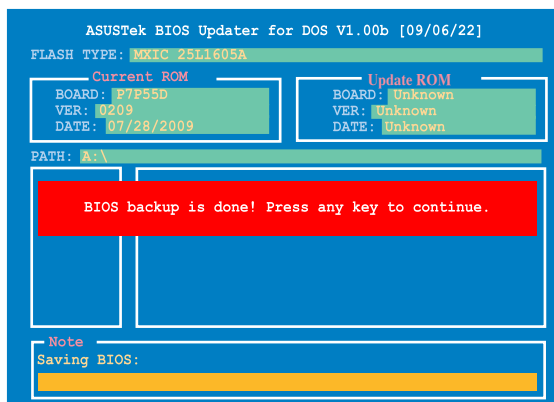 ASUSTek BIOS Updater for DOS V1.00b [09/06/22]
FLASH TYPE: MXIC 25L1605A
Current ROM
BOARD: P7P55D
VER: 0209
DATE: 07/28/2009
Update ROM
BOARD: Unknown
VER: Unknown
DATE: Unknown
PATH: A:\
BIOS backup is done! Press any key to continue.
Note
Saving BIOS: